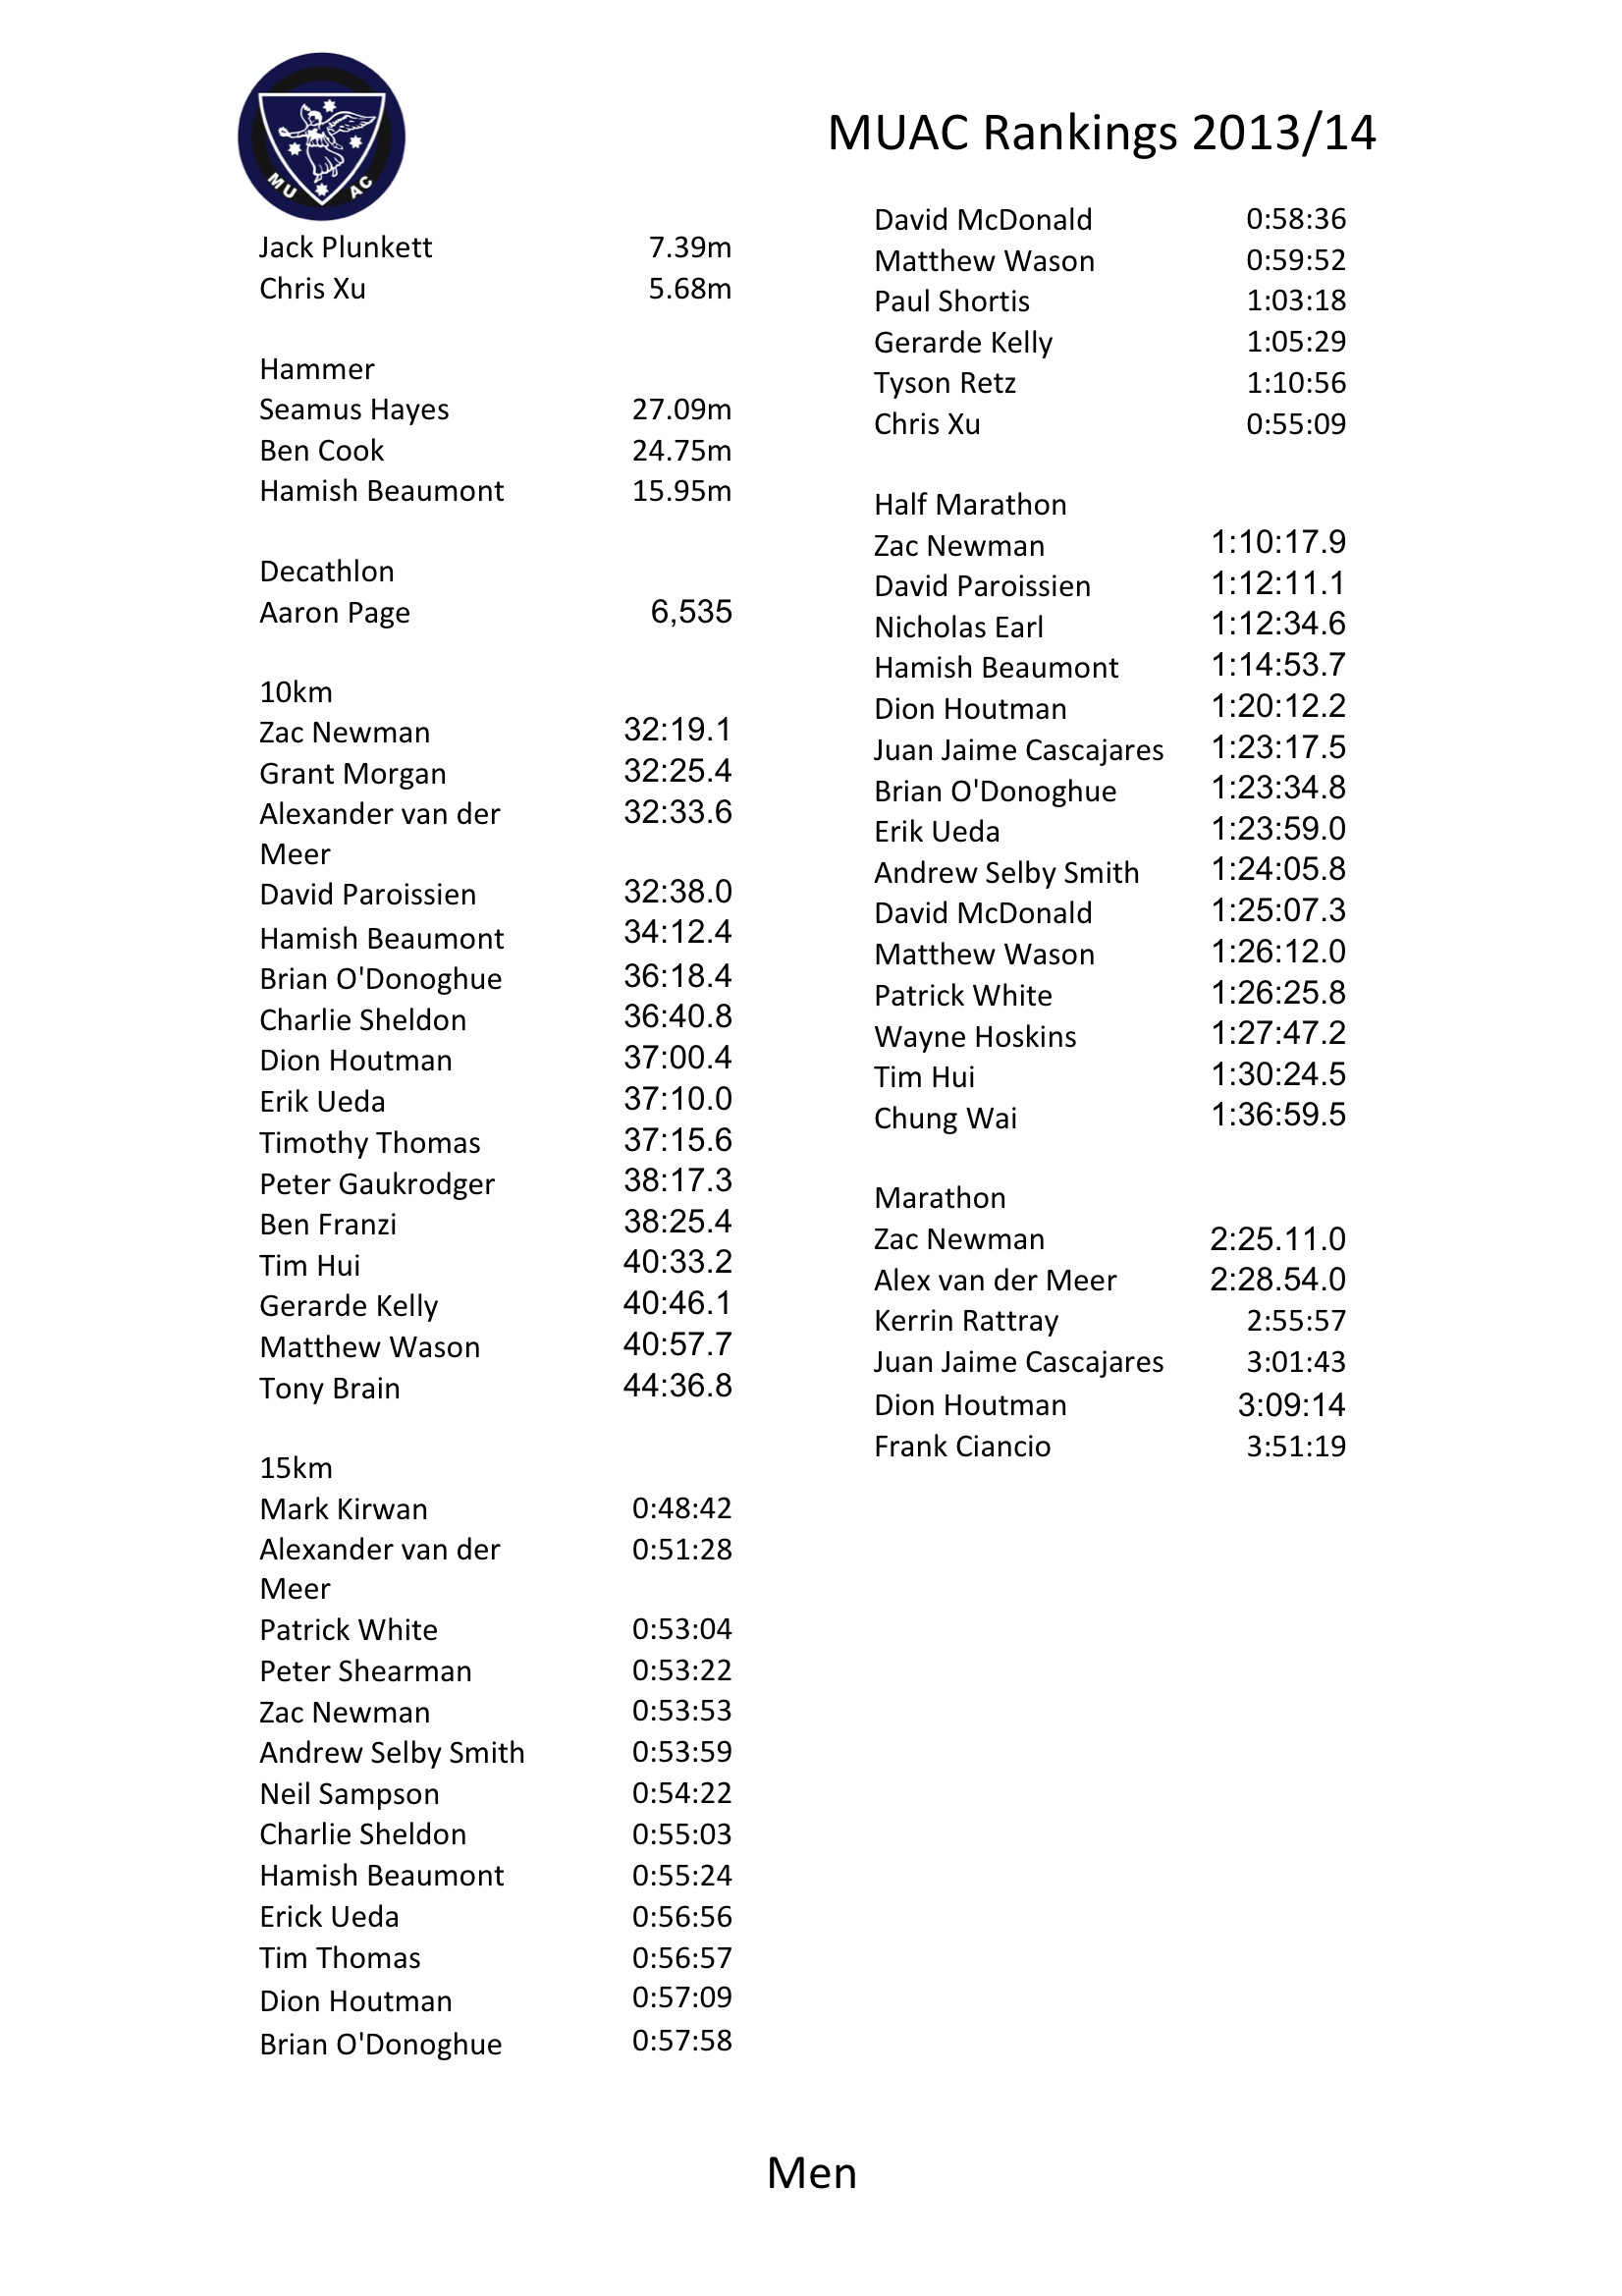 MU AC
MUAC Rankings 2013/14
Jack Plunkett 7.39m
Chris Xu 5.68m
Hammer
Seamus Hayes 27.09m
Ben Cook 24.75m
Hamish Beaumont 15.95m
Decathlon
Aaron Page 6,535
10km
Zac Newman 32:19.1
Grant Morgan 32:25.4
Alexander van der 32:33.6
Meer
David Paroissien 32:38.0
Hamish Beaumont 34:12.4
Brian O'Donoghue 36:18.4
Charlie Sheldon 36:40.8
Dion Houtman 37:00.4
Erik Ueda 37:10.0
Timothy Thomas 37:15.6
Peter Gaukrodger 38:17.3
Ben Franzi 38:25.4
Tim Hui 40:33.2
Gerarde Kelly 40:46.1
Matthew Wason 40:57.7
Tony Brain 44:36.8
15km
Mark Kirwan 0:48:42
Alexander van der 0:51:28
Meer
Patrick White 0:53:04
Peter Shearman 0:53:22
Zac Newman 0:53:53
Andrew Selby Smith 0:53:59
Neil Sampson 0:54:22
Charlie Sheldon 0:55:03
Hamish Beaumont 0:55:24
Erick Ueda 0:56:56
Tim Thomas 0:56:57
Dion Houtman 0:57:09
Brian O'Donoghue 0:57:58
David McDonald 0:58:36
Matthew Wason 0:59:52
Paul Shortis 1:03:18
Gerarde Kelly 1:05:29
Tyson Retz 1:10:56
Chris Xu 0:55:09
Half Marathon
Zac Newman 1:10:17.9
David Paroissien 1:12:11.1
Nicholas Earl 1:12:34.6
Hamish Beaumont 1:14:53.7
Dion Houtman 1:20:12.2
Juan Jaime Cascajares 1:23:17.5
Brian O'Donoghue 1:23:34.8
Erik Ueda 1:23:59.0
Andrew Selby Smith 1:24:05.8
David McDonald 1:25:07.3
Matthew Wason 1:26:12.0
Patrick White 1:26:25.8
Wayne Hoskins 1:27:47.2
Tim Hui 1:30:24.5
Chung Wai 1:36:59.5
Marathon
Zac Newman 2:25.11.0
Alex van der Meer 2:28.54.0
Kerrin Rattray 2:55:57
Juan Jaime Cascajares 3:01:43
Dion Houtman 3:09:14
Frank Ciancio 3:51:19
Men